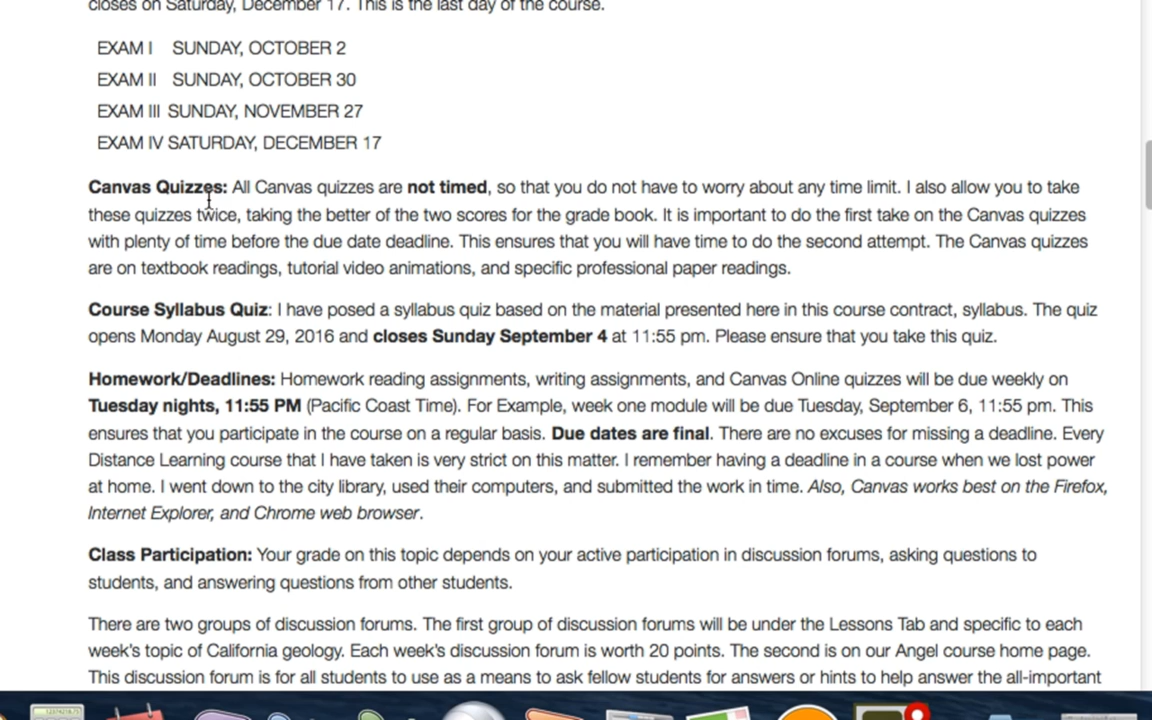 closes on Saturday, December 17. This is the last day of the course.
EXAM I SUNDAY, OCTOBER 2
EXAM II SUNDAY, OCTOBER 30
EXAM III SUNDAY, NOVEMBER 27
EXAM IV SATURDAY, DECEMBER 17
Canvas Quizzes: All Canvas quizzes are not timed, so that you do not have to worry about any time limit. I also allow you to take
these quizzes twice, taking the better of the two scores for the grade book. It is important to do the first take on the Canvas quizzes
with plenty of time before the due date deadline. This ensures that you will have time to do the second attempt. The Canvas quizzes
are on textbook readings, tutorial video animations, and specific professional paper readings.
Course Syllabus Quiz: I have posed a syllabus quiz based on the material presented here in this course contract, syllabus. The quiz
opens Monday August 29, 2016 and closes Sunday September 4 at 11:55 pm. Please ensure that you take this quiz.
Homework/Deadlines: Homework reading assignments, writing assignments, and Canvas Online quizzes will be due weekly on
Tuesday nights, 11:55 PM (Pacific Coast Time). For Example, week one module will be due Tuesday, September 6, 11:55 pm. This
ensures that you participate in the course on a regular basis. Due dates are final. There are no excuses for missing a deadline. Every
Distance Learning course that I have taken is very strict on this matter. I remember having a deadline in a course when we lost power
at home. I went down to the city library, used their computers, and submitted the work in time. Also, Canvas works best on the Firefox,
Internet Explorer, and Chrome web browser.
Class Participation: Your grade on this topic depends on your active participation in discussion forums, asking questions to
students, and answering questions from other students.
There are two groups of discussion forums. The first group of discussion forums will be under the Lessons Tab and specific to each
week's topic of California geology. Each week's discussion forum is worth 20 points. The second is on our Angel course home page.
This discussion forum is for all students to use as a means to ask fellow students for answers or hints to help answer the all-important